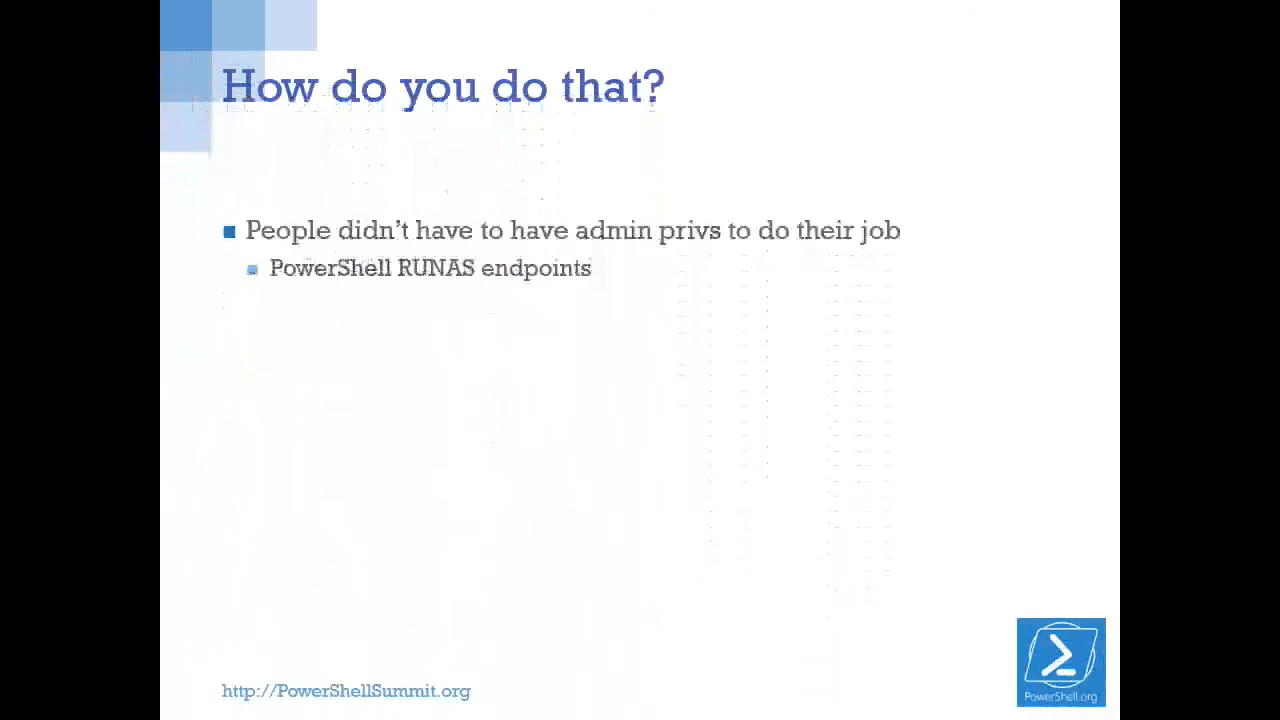 How do you do that?
People didn't have to have admin privs to do their job
PowerShell RUNAS endpoints
http://PowerShellSummit.org
PowerShell.org